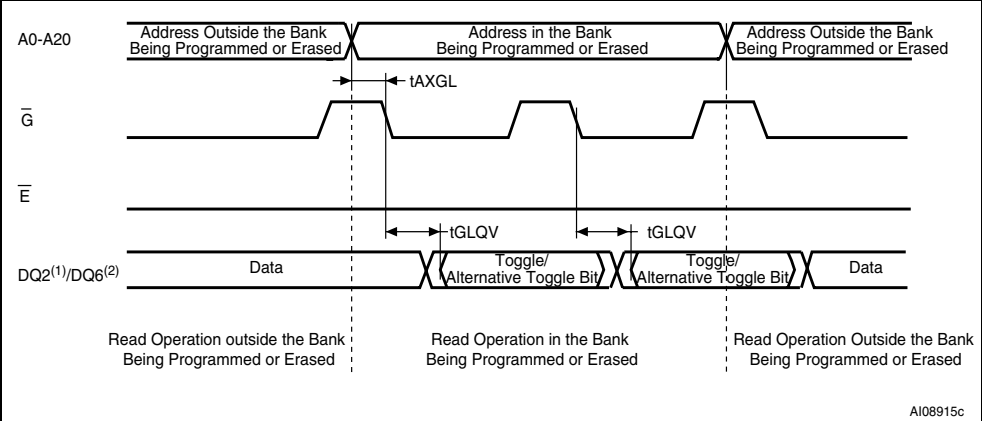 A0-A20
Address Outside the Bank
Being Programmed or Erased
Address in the Bank
Being Programmed or Erased
Address Outside the Bank
Being Programmed or Erased
tAXGL
G
E
tGLQV
tGLQV
DQ2(1)/DQ6(2)
Data
Toggle/
Alternative Toggle Bit
Toggle/
Alternative Toggle Bit
Data
Read Operation outside the Bank
Being Programmed or Erased
Read Operation in the Bank
Being Programmed or Erased
Read Operation Outside the Bank
Being Programmed or Erased
AI08915c